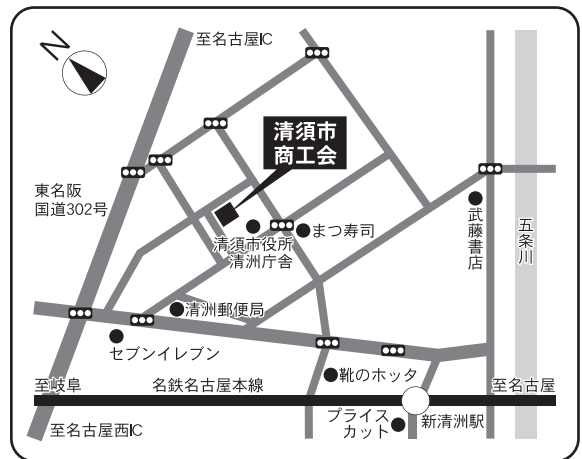 N
至名古屋IC
清須市
商工会
東名阪
国道302号
まつ寿司
清須市役所
清洲庁舎
武藤書店
五条川
清洲郵便局
セブンイレブン
靴のホッタ
至岐阜
名鉄名古屋本線
至名古屋
プライス
カット
新清洲駅
至名古屋西IC